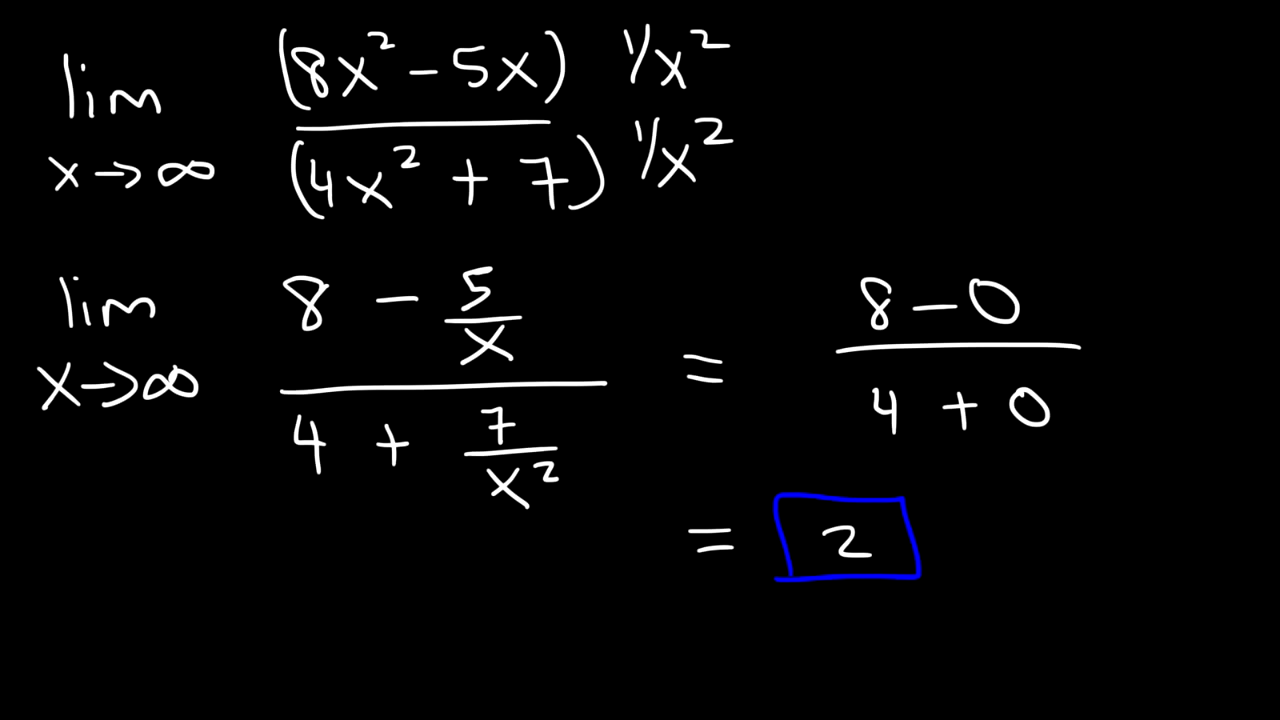 lim x→∞ (8x² - 5x) 1/x² / (4x² + 7) 1/x²
lim x→∞ 8 - 5/x / 4 + 7/x² = 8 - 0 / 4 + 0
= 2